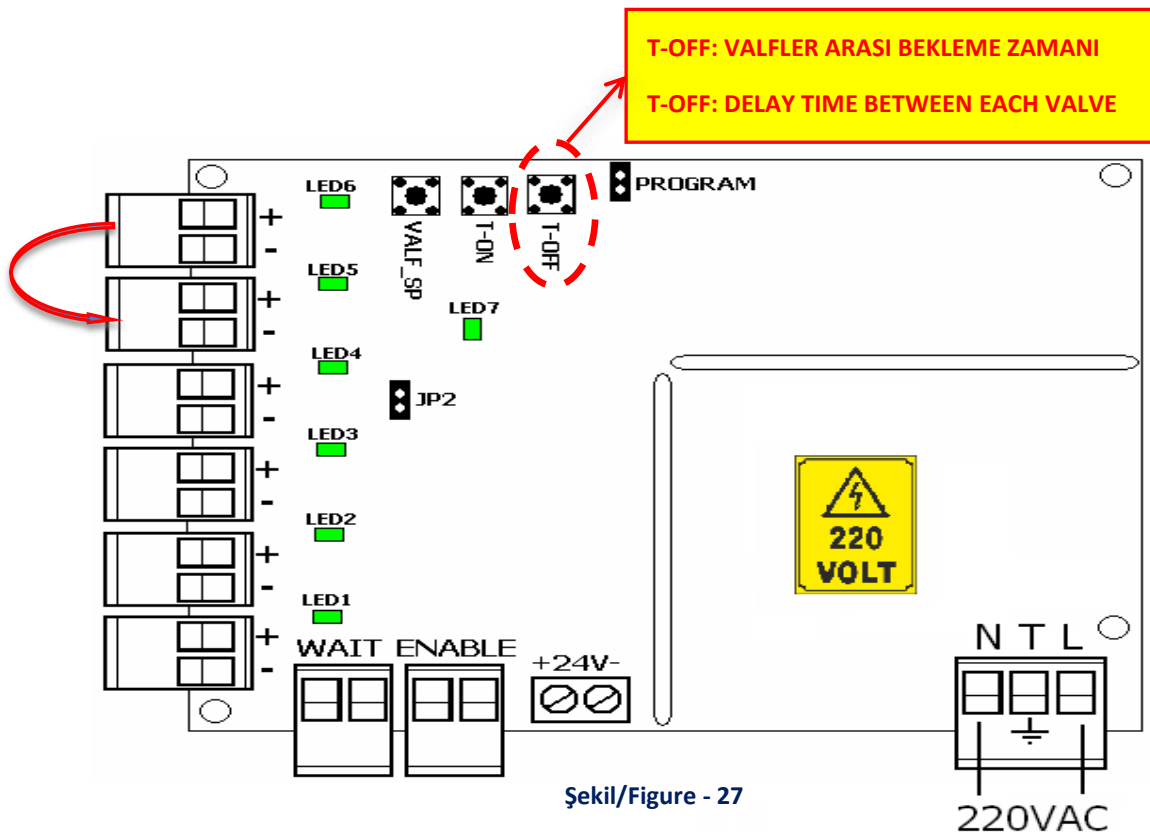 T-OFF: VALFLER ARASI BEKLEME ZAMANI
T-OFF: DELAY TIME BETWEEN EACH VALVE
LED6
PROGRAM
+
-
VALF_SP
T-ON
T-OFF
LED5
+
-
LED7
LED4
+
-
JP2
LED3
+
-
LED2
+
-
220
VOLT
LED1
+
-
WAIT ENABLE
+24V-
N T L
Şekil/Figure - 27
220VAC